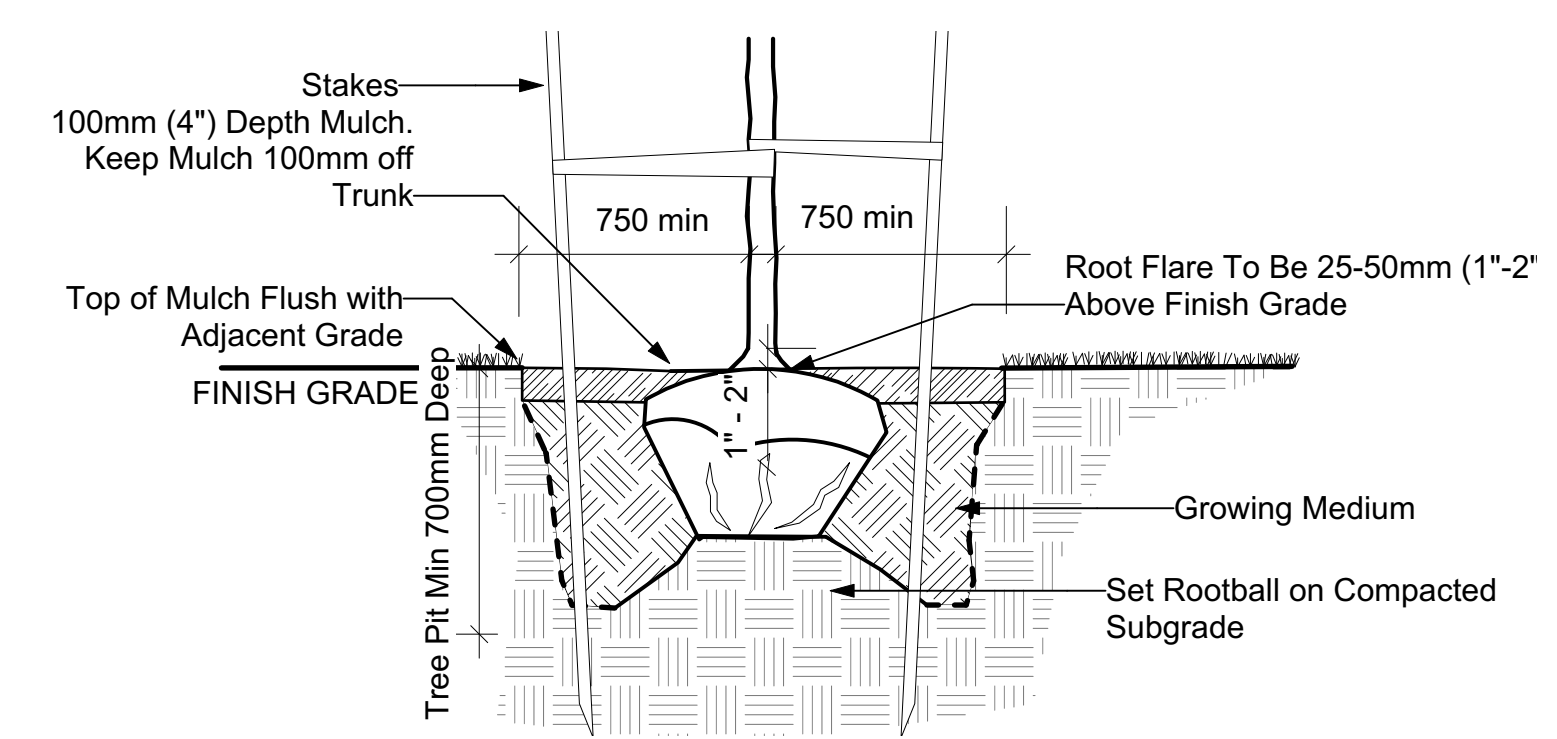 Stakes
100mm (4") Depth Mulch.
Keep Mulch 100mm off
Trunk
750 min
750 min
Root Flare To Be 25-50mm (1"-2"
Above Finish Grade
Top of Mulch Flush with
Adjacent Grade
FINISH GRADE
Tree Pit Min 700mm Deep
1" - 2"
Growing Medium
Set Rootball on Compacted
Subgrade